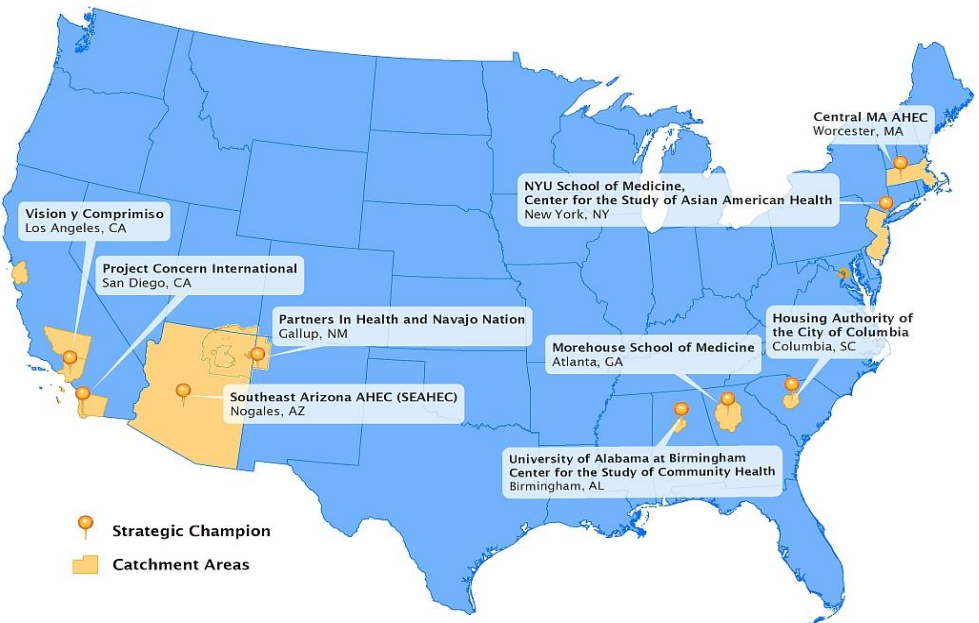 Central MA AHEC
Worcester, MA
NYU School of Medicine,
Center for the Study of Asian American Health
New York, NY
Vision y Comprimiso
Los Angeles, CA
Project Concern International
San Diego, CA
Partners In Health and Navajo Nation
Gallup, NM
Housing Authority of
the City of Columbia
Columbia, SC
Morehouse School of Medicine
Atlanta, GA
Southeast Arizona AHEC (SEAHEC)
Nogales, AZ
University of Alabama at Birmingham
Center for the Study of Community Health
Birmingham, AL
Strategic Champion
Catchment Areas